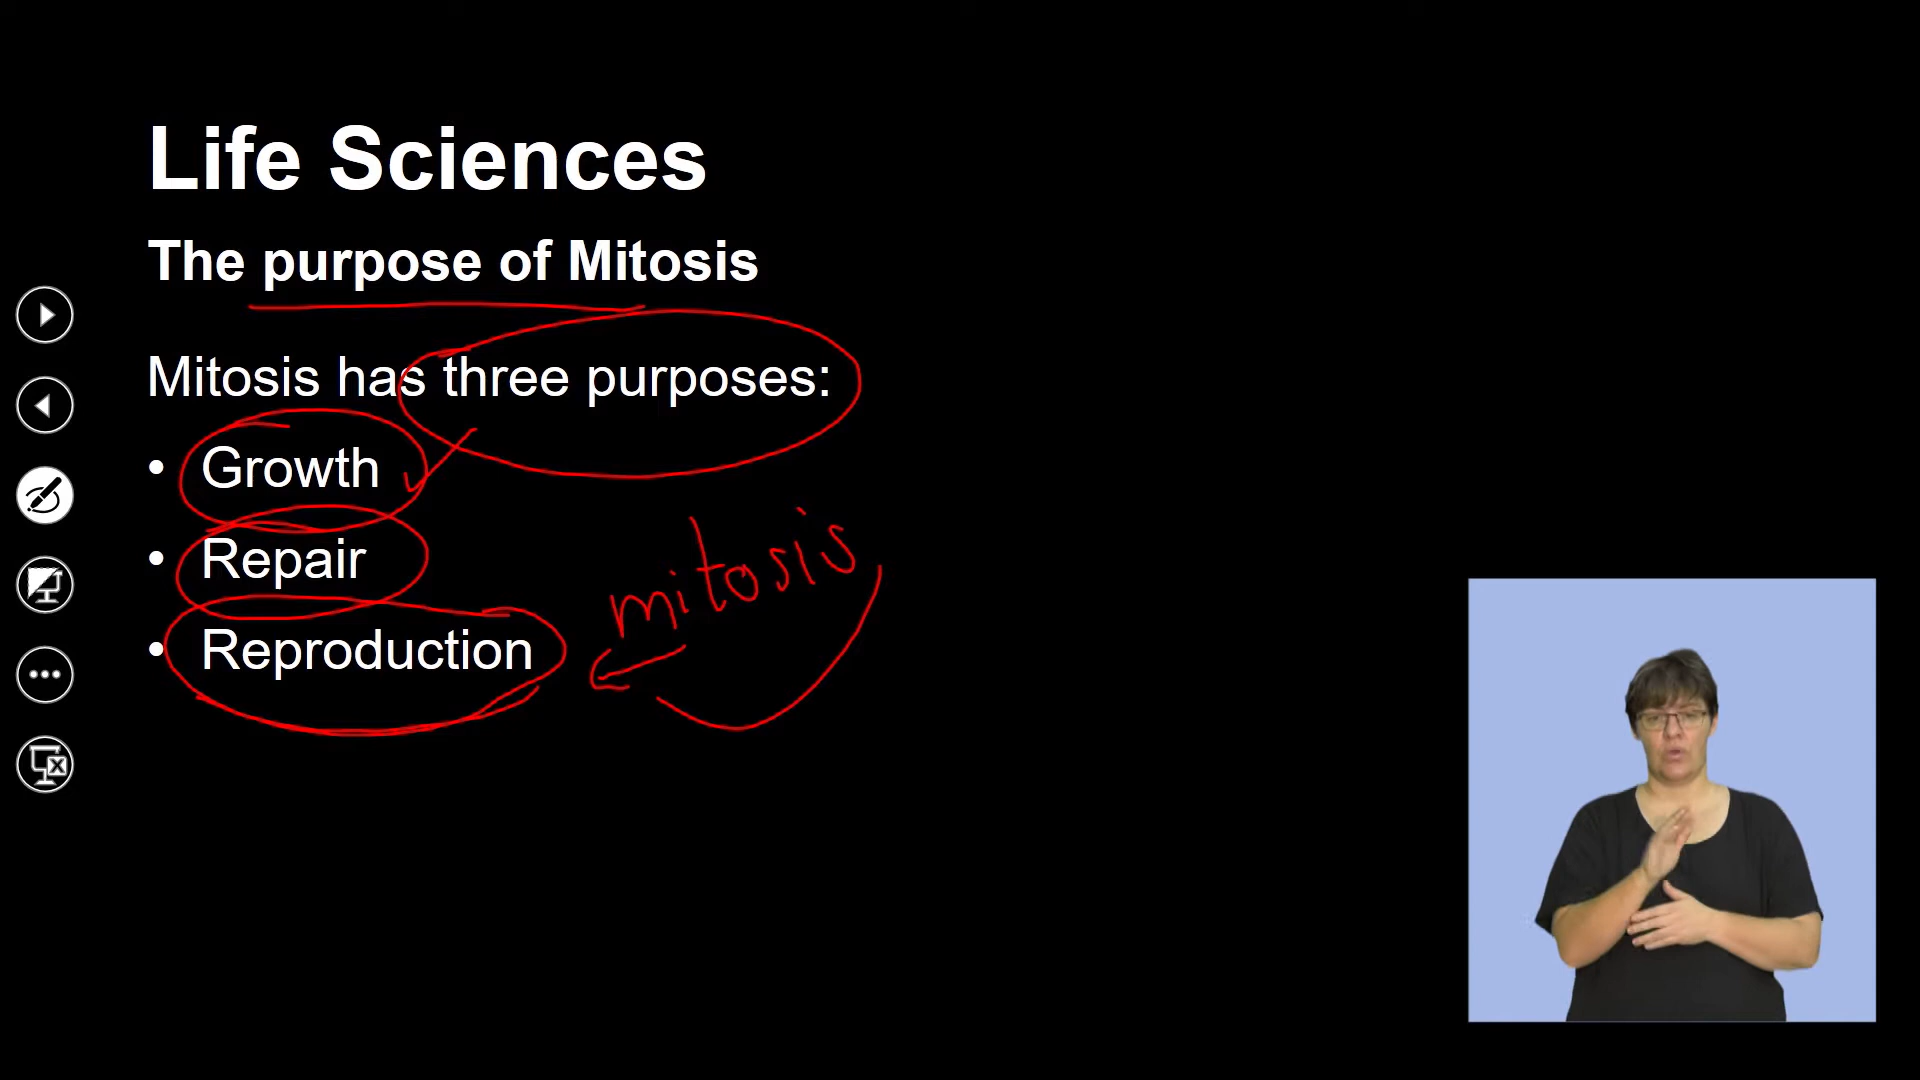 Life Sciences
The purpose of Mitosis
Mitosis has three purposes:
• Growth
• Repair
mitosis
• Reproduction